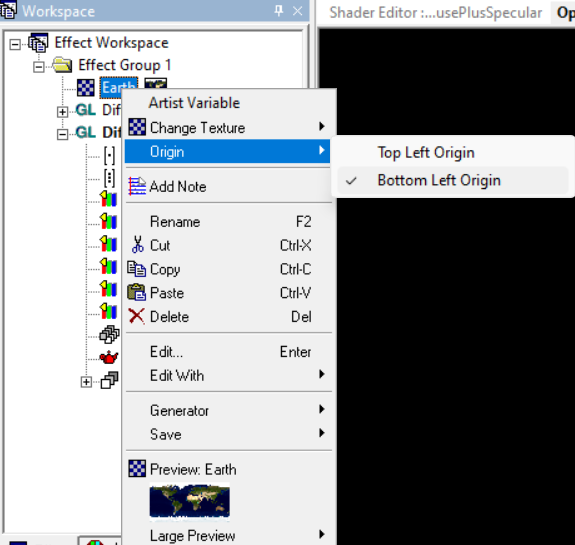 Workspace
Shader Editor :...usePlusSpecular
Op
Effect Workspace
Effect Group 1
Earth
GL Dif
GL Dif
Artist Variable
Change Texture
Origin
Top Left Origin
Bottom Left Origin
Add Note
Rename F2
Cut Ctrl-X
Copy Ctrl-C
Paste Ctrl-V
Delete Del
Edit... Enter
Edit With
Generator
Save
Preview: Earth
Large Preview